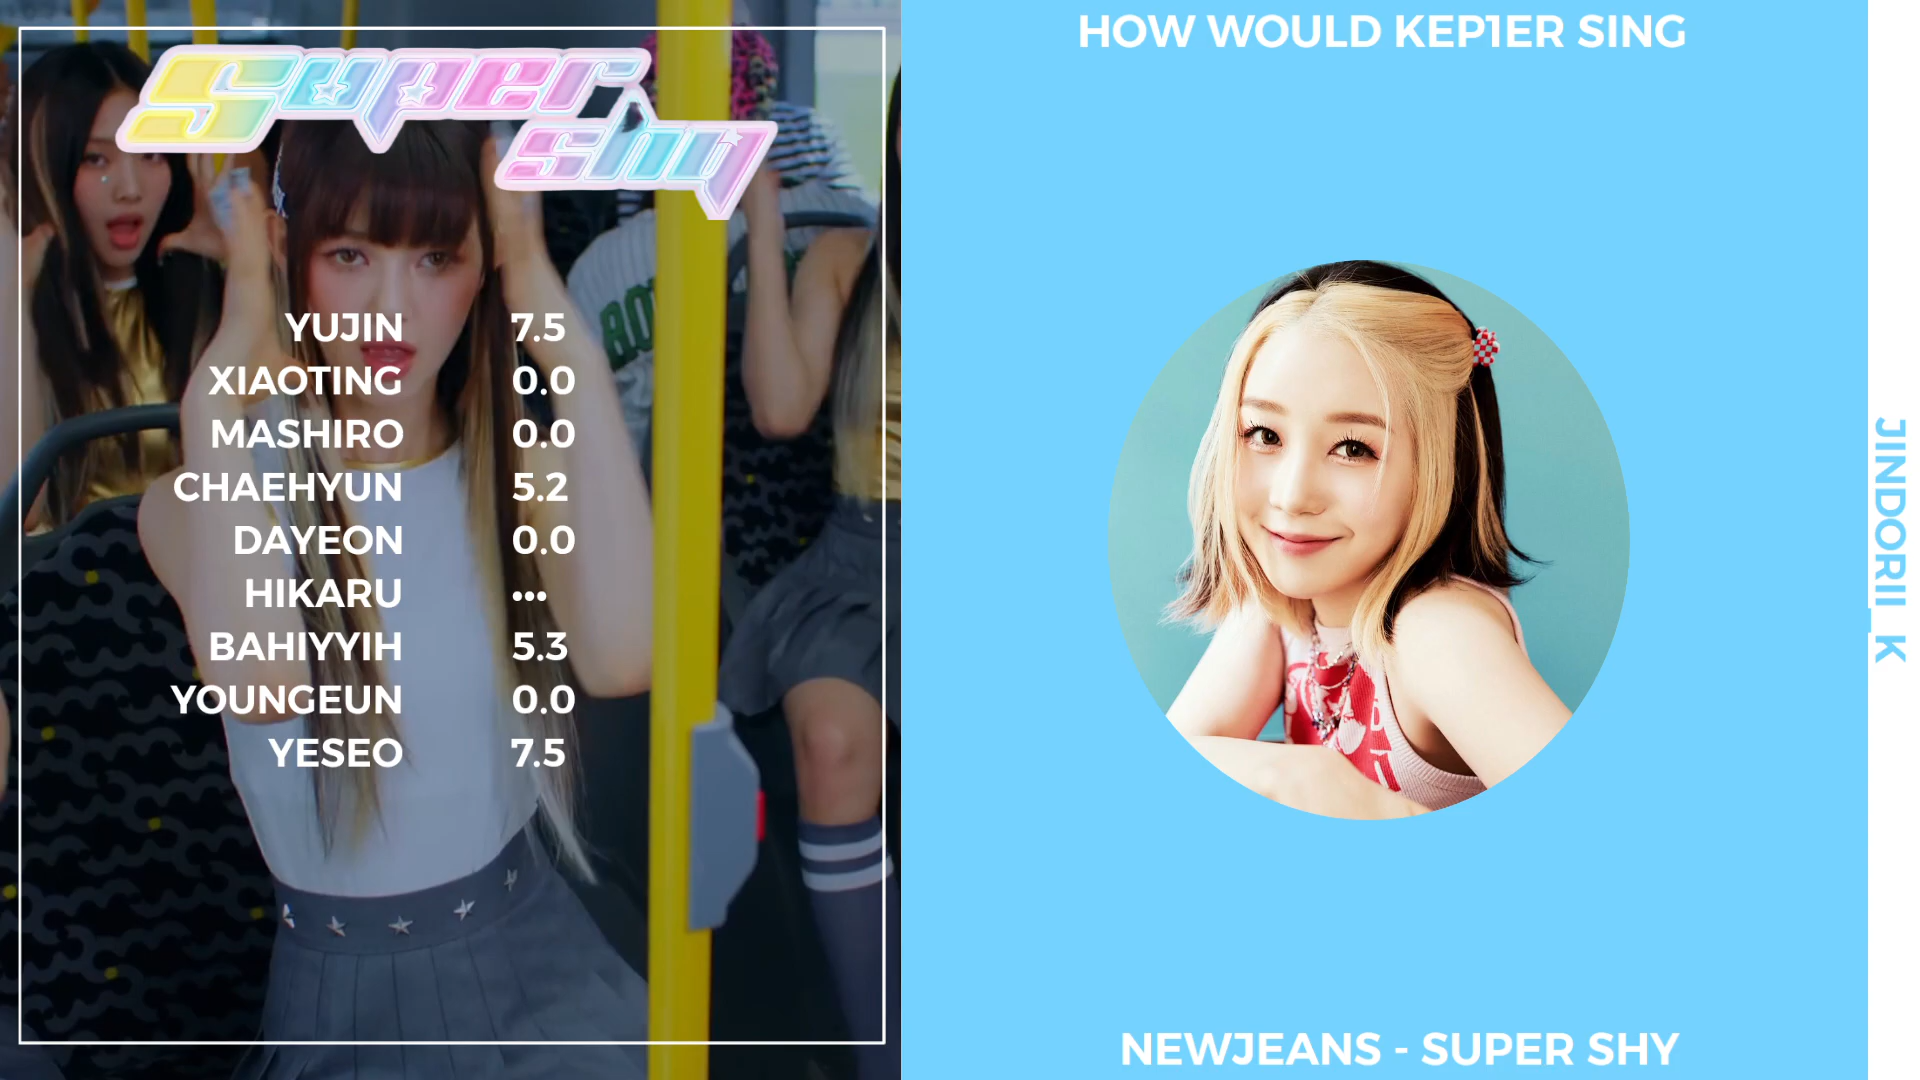 Super
shy
YUJIN 7.5
XIAOTING 0.0
MASHIRO 0.0
CHAEHYUN 5.2
DAYEON 0.0
HIKARU •••
BAHIYYIH 5.3
YOUNGEUN 0.0
YESEO 7.5
HOW WOULD KEP1ER SING
NEWJEANS - SUPER SHY
JINDORII_K